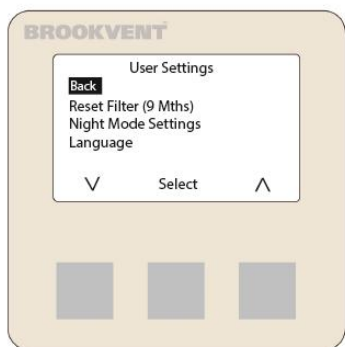 BROOKVENT
User Settings
Back
Reset Filter (9 Mths)
Night Mode Settings
Language
Select